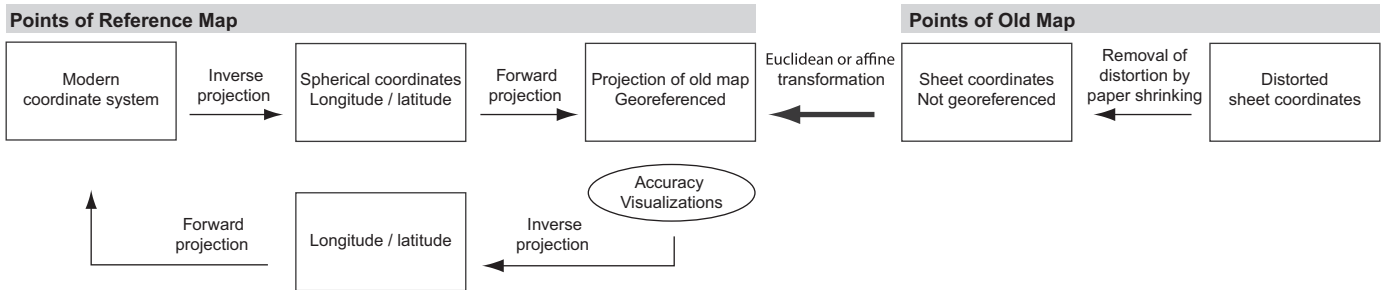 Points of Reference Map
Points of Old Map
Modern
coordinate system
Inverse
projection
Spherical coordinates
Longitude / latitude
Forward
projection
Projection of old map
Georeferenced
Euclidean or affine
transformation
Sheet coordinates
Not georeferenced
Removal of
distortion by
paper shrinking
Distorted
sheet coordinates
Accuracy
Visualizations
Inverse
projection
Longitude / latitude
Forward
projection